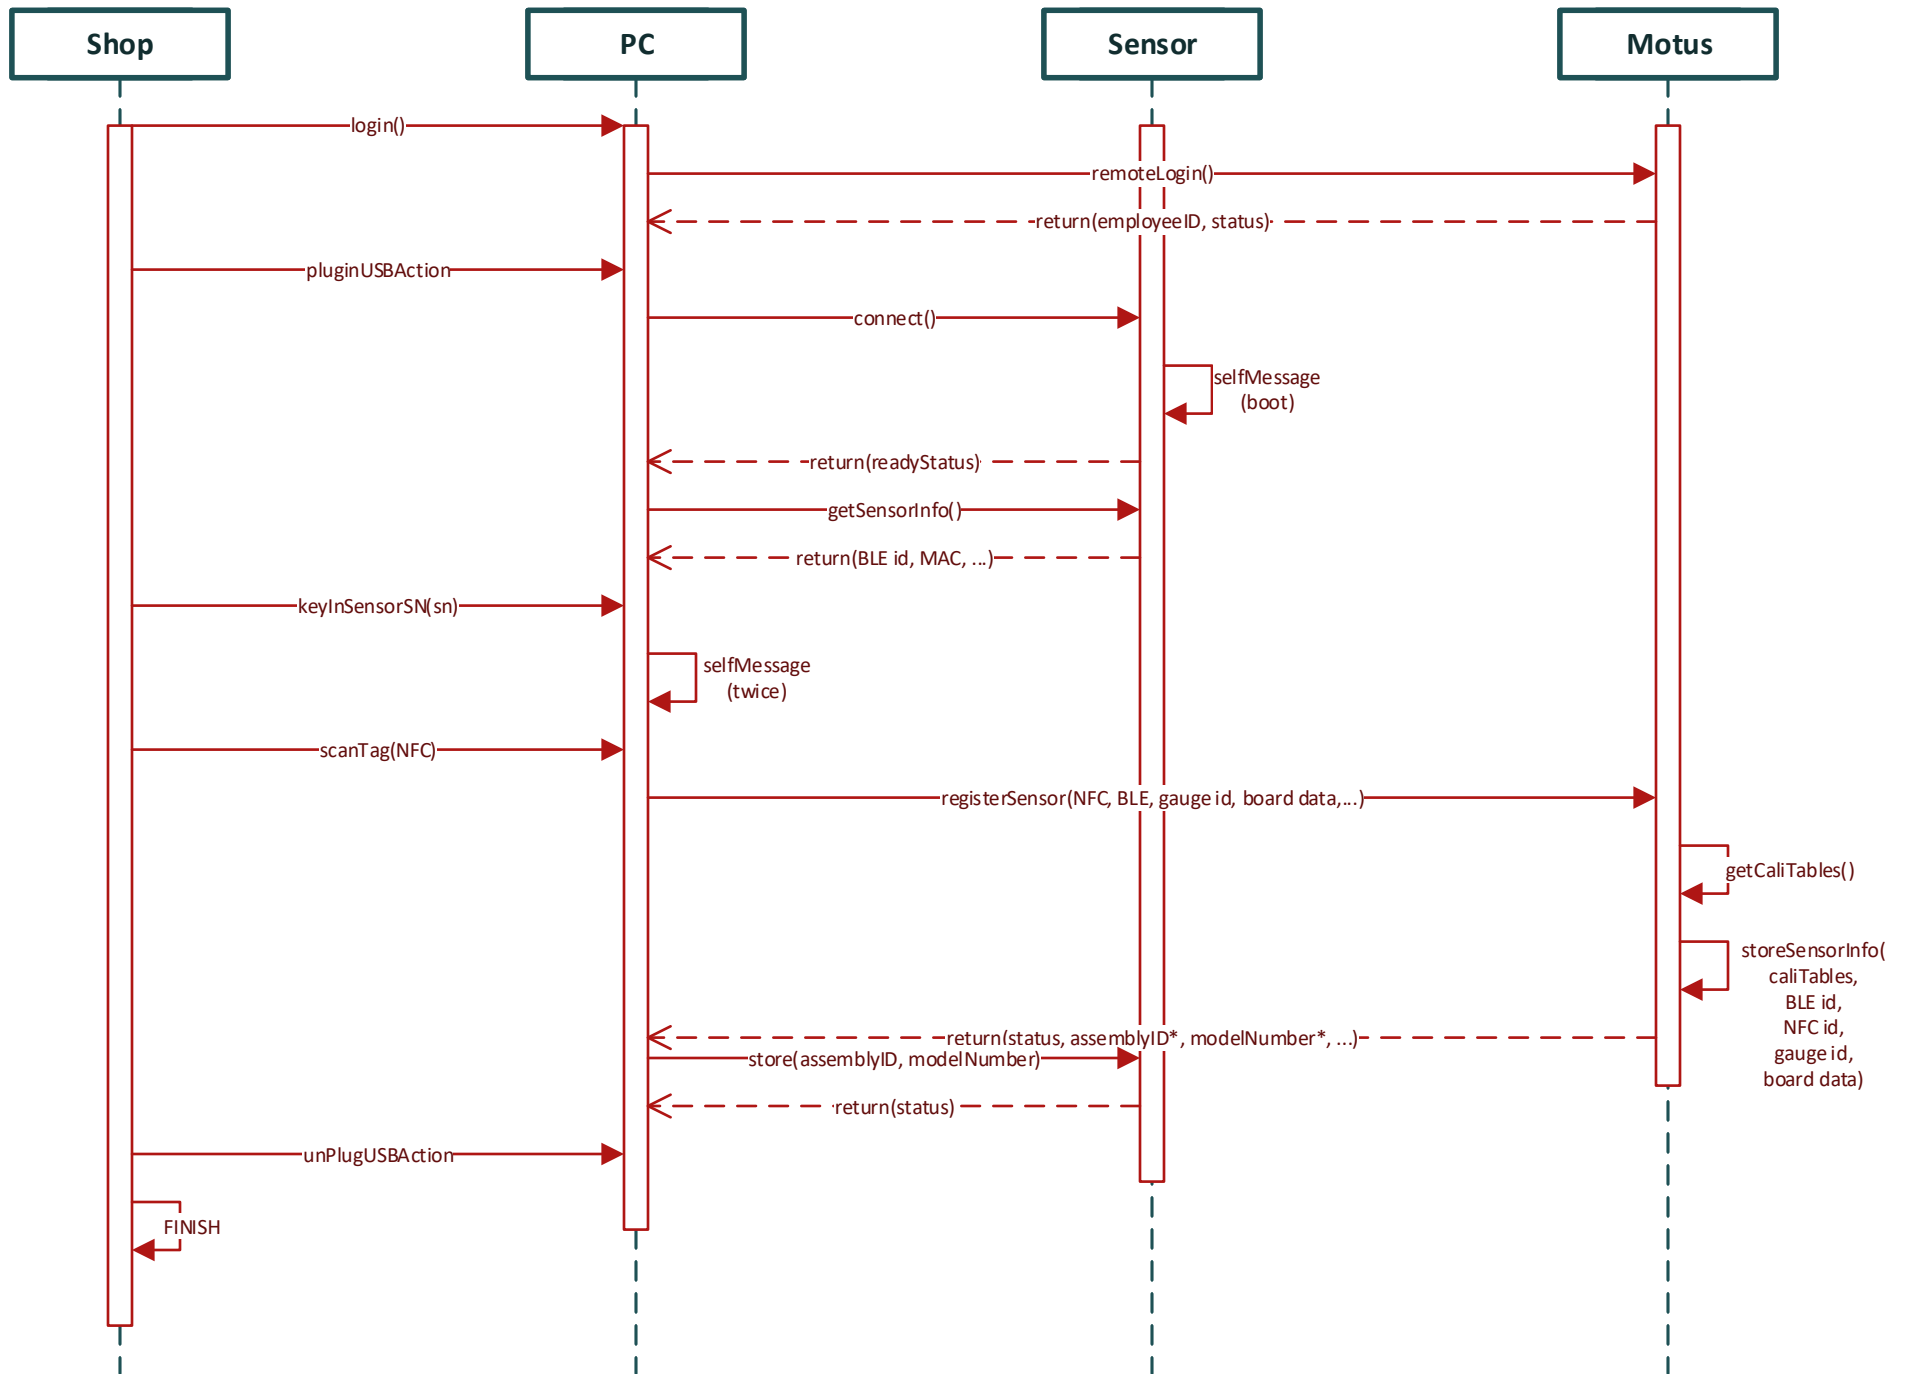 Shop
PC
Sensor
Motus
login()
remoteLogin()
return(employeeID, status)
pluginUSBAction
connect()
selfMessage
(boot)
return(readyStatus)
getSensorInfo()
return(BLE id, MAC, ...)
keyInSensorSN(sn)
selfMessage
(twice)
scanTag(NFC)
registerSensor(NFC, BLE, gauge id, board data,...)
getCaliTables()
storeSensorInfo(
caliTables,
BLE id,
NFC id,
gauge id,
board data)
return(status, assemblyID*, modelNumber*, ...)
store(assemblyID, modelNumber)
return(status)
unPlugUSBAction
FINISH